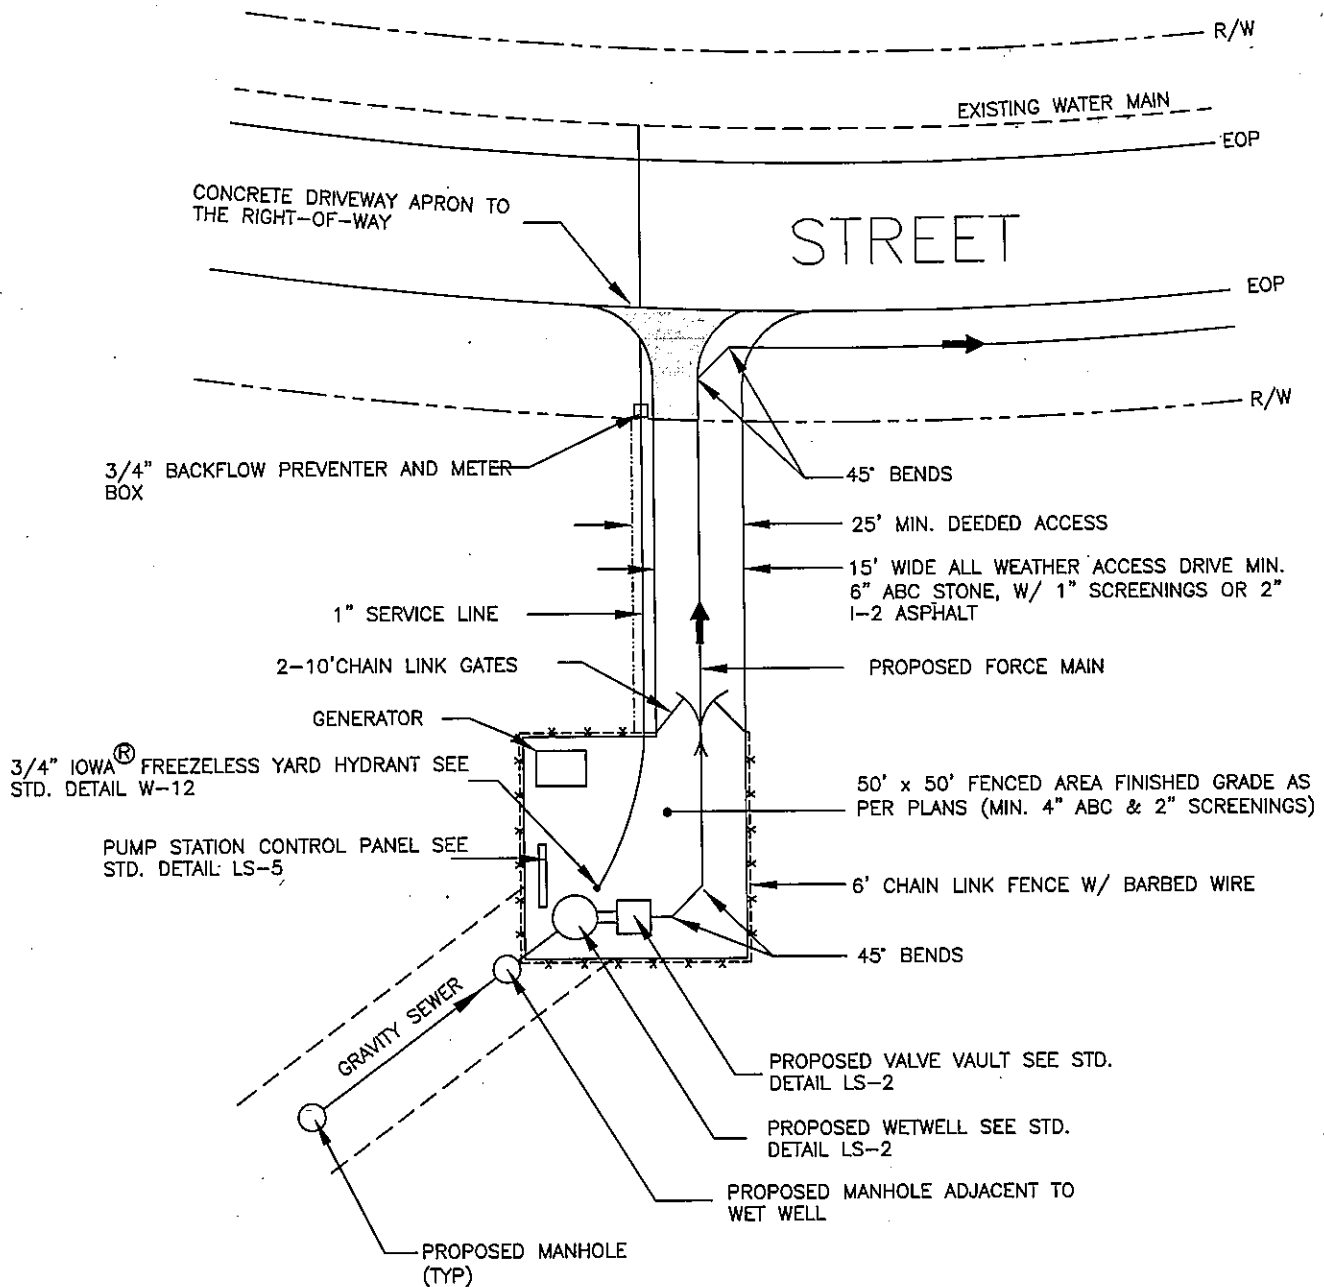 R/W
EXISTING WATER MAIN
EOP
CONCRETE DRIVEWAY APRON TO
THE RIGHT-OF-WAY
STREET
EOP
R/W
3/4" BACKFLOW PREVENTER AND METER
BOX
45° BENDS
25' MIN. DEEDED ACCESS
15' WIDE ALL WEATHER ACCESS DRIVE MIN.
6" ABC STONE, W/ 1" SCREENINGS OR 2"
I-2 ASPHALT
1" SERVICE LINE
2-10'CHAIN LINK GATES
PROPOSED FORCE MAIN
GENERATOR
3/4" IOWA® FREEZELESS YARD HYDRANT SEE
STD. DETAIL W-12
50' x 50' FENCED AREA FINISHED GRADE AS
PER PLANS (MIN. 4" ABC & 2" SCREENINGS)
PUMP STATION CONTROL PANEL SEE
STD. DETAIL LS-5
6' CHAIN LINK FENCE W/ BARBED WIRE
45° BENDS
GRAVITY SEWER
PROPOSED VALVE VAULT SEE STD.
DETAIL LS-2
PROPOSED WETWELL SEE STD.
DETAIL LS-2
PROPOSED MANHOLE ADJACENT TO
WET WELL
PROPOSED MANHOLE
(TYP)